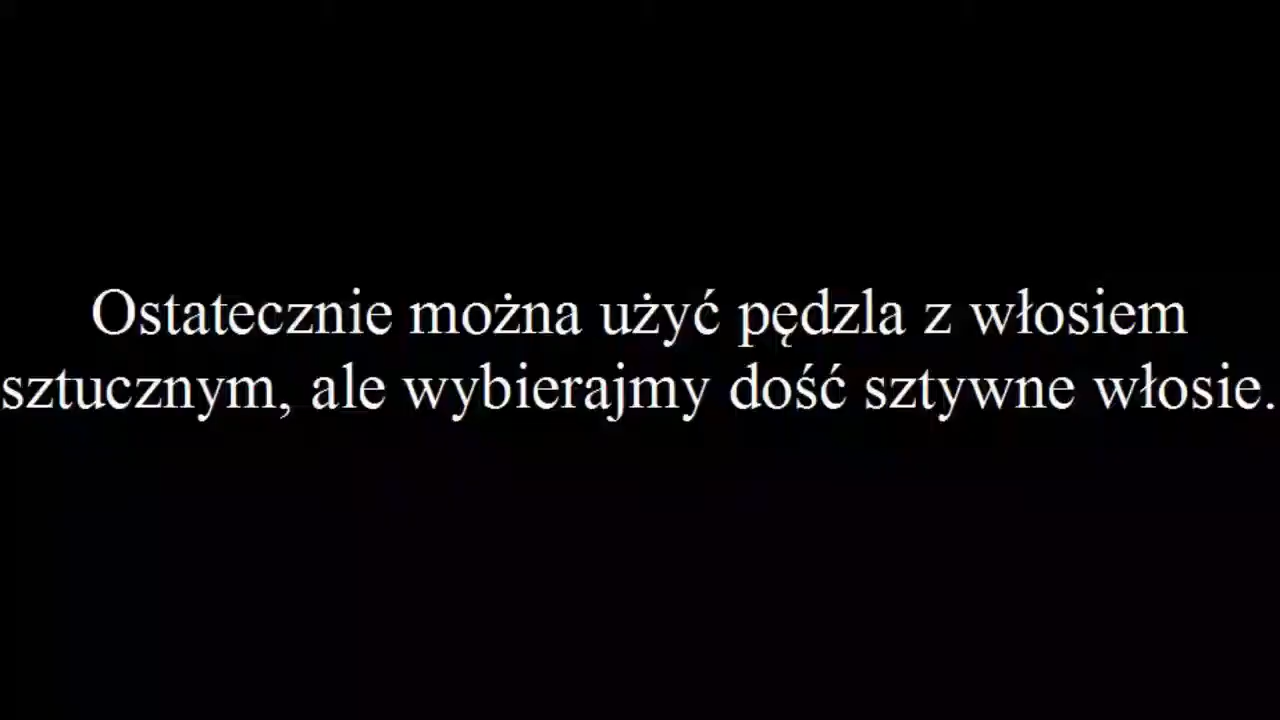 Ostatecznie można użyć pędzla z włosiem
sztucznym, ale wybierajmy dość sztywne włosie.